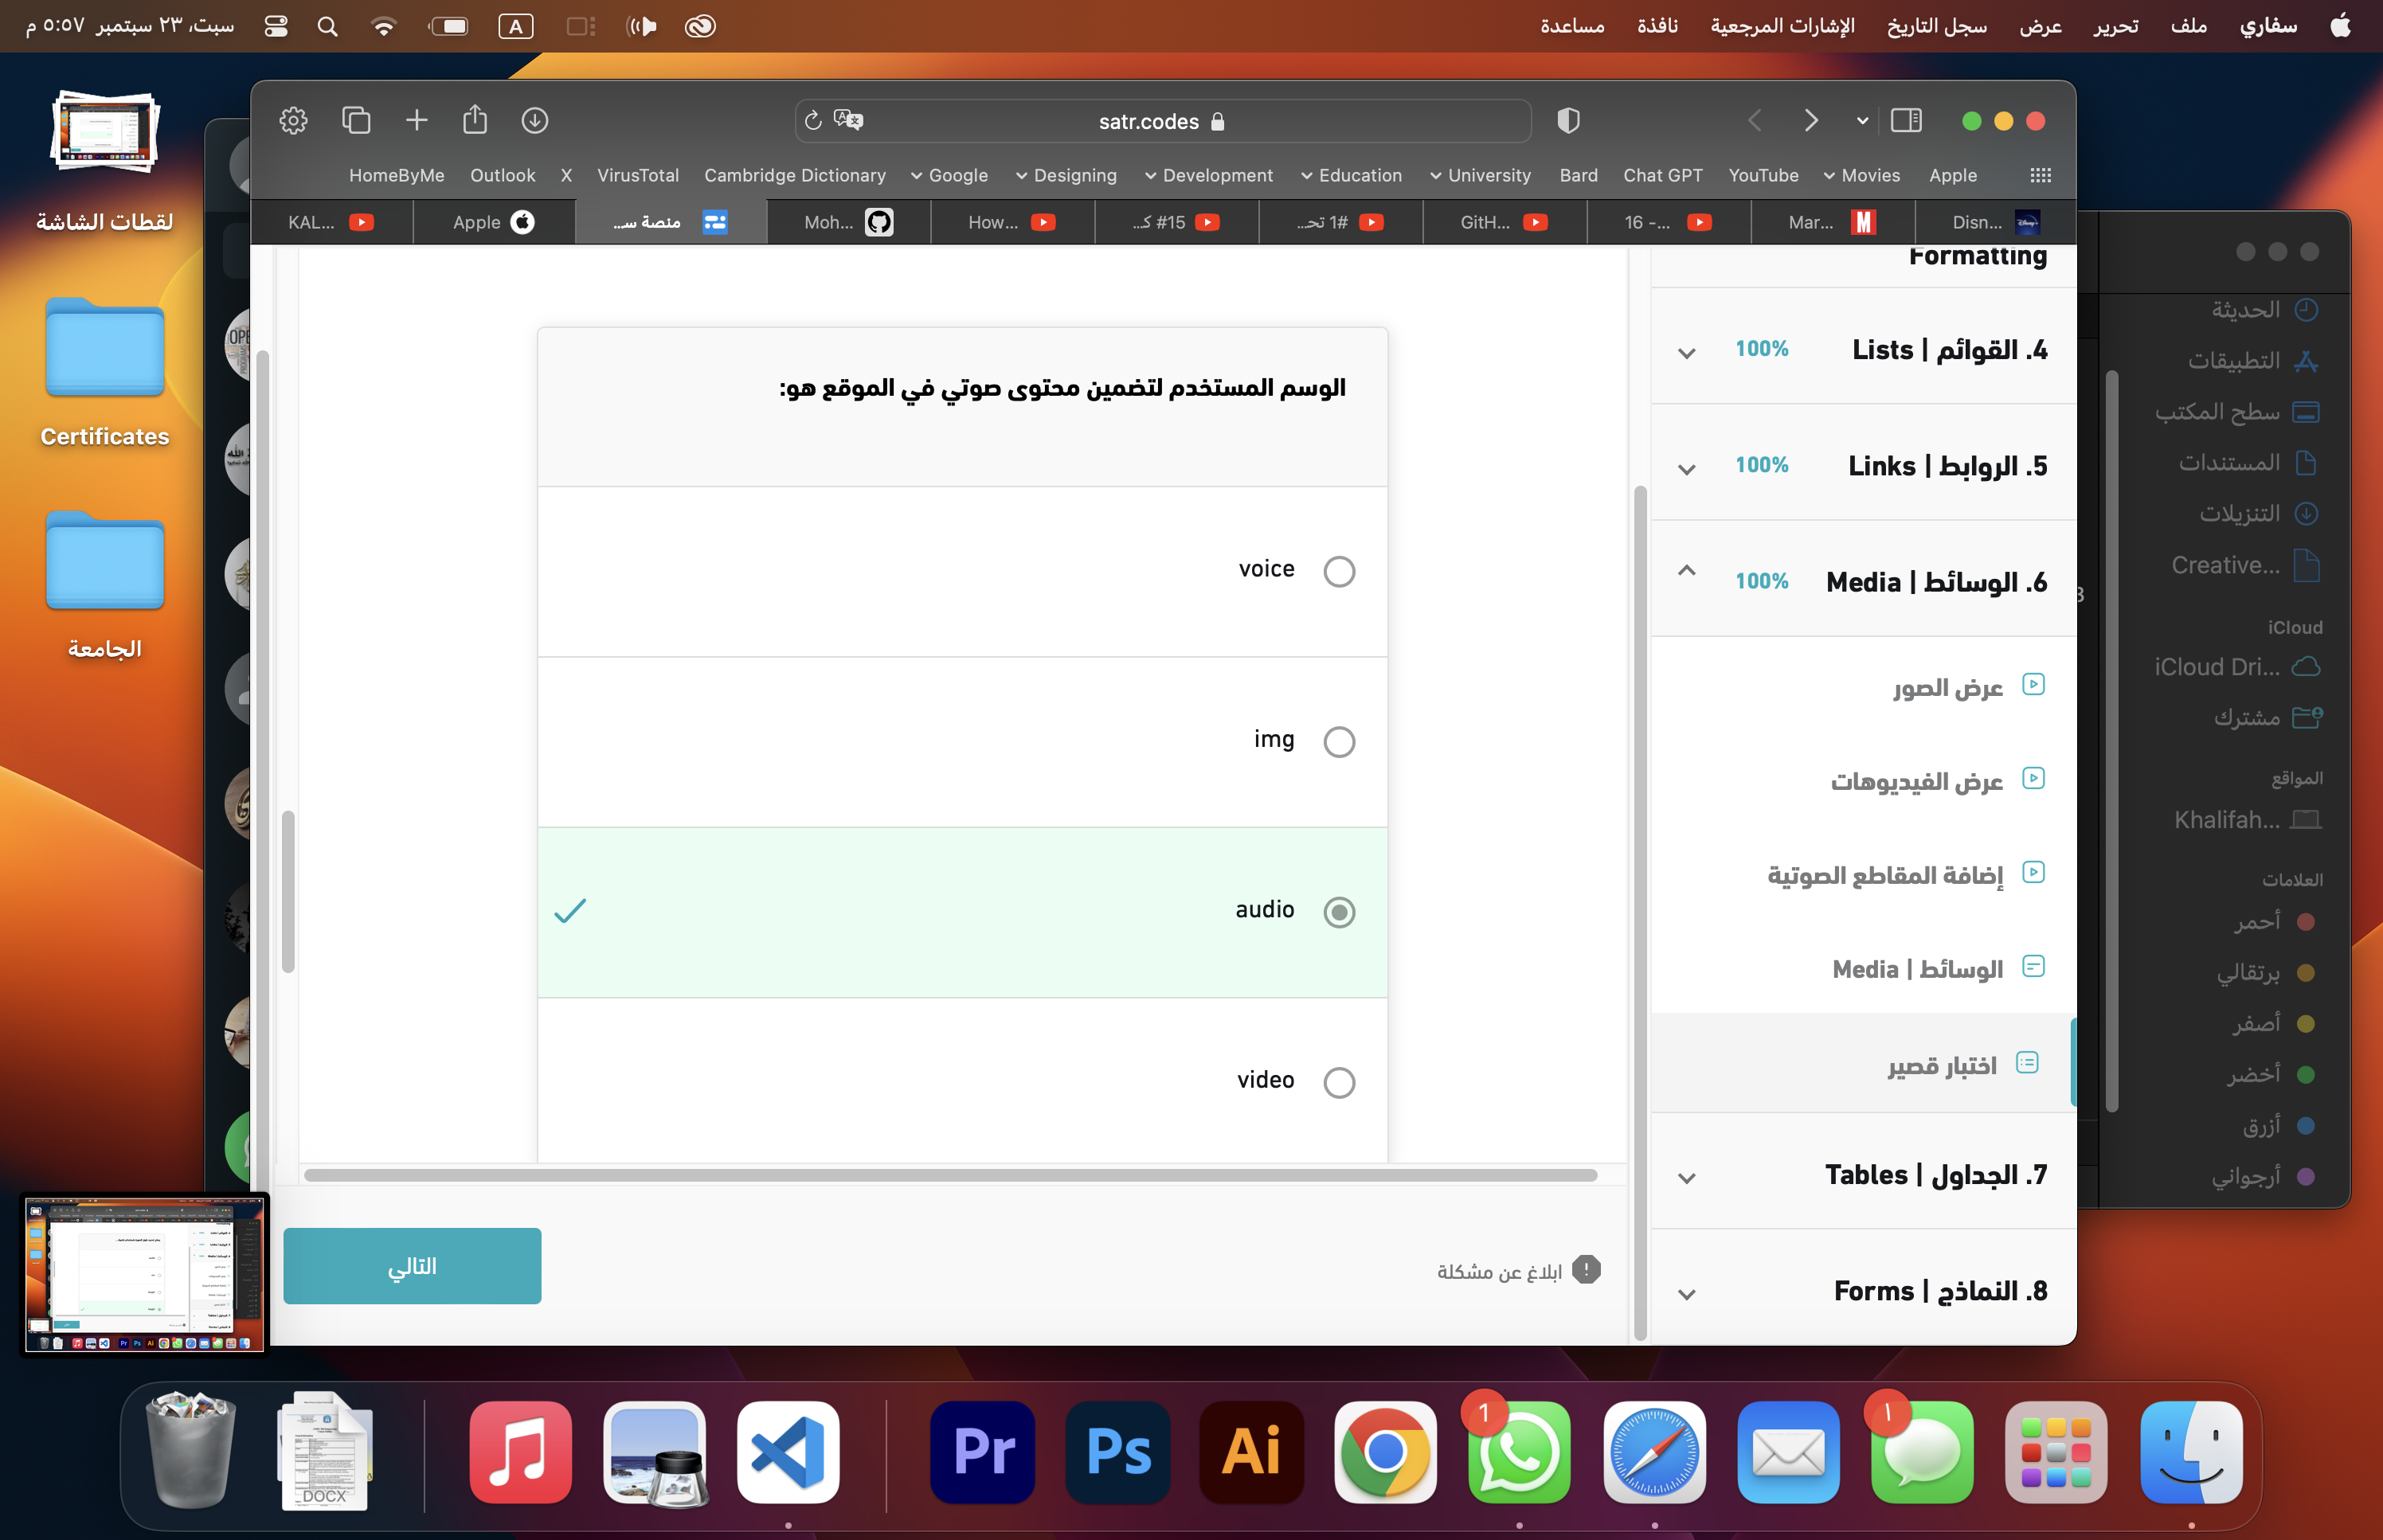 سفاري ملف تحرير عرض سجل التاريخ الإشارات المرجعية نافذة مساعدة
A
سبت، ٢٣ سبتمبر ٥:٥٧ م
لقطات الشاشة
Certificates
الجامعة
satr.codes
HomeByMe Outlook X VirusTotal Cambridge Dictionary Google Designing Development Education University Bard Chat GPT YouTube Movies Apple
KAL... Apple منصة س... Moh... How... #15 ك... #1 تحـ... GitH... 16 -... Mar... Disn...
Formatting
4. القوائم | Lists 100%
5. الروابط | Links 100%
6. الوسائط | Media 100%
عرض الصور
عرض الفيديوهات
إضافة المقاطع الصوتية
الوسائط | Media
اختبار قصير
7. الجداول | Tables
8. النماذج | Forms
الوسم المستخدم لتضمين محتوى صوتي في الموقع هو:
voice
img
audio
video
ابلاغ عن مشكلة
التالي
الحديثة
التطبيقات
سطح المكتب
المستندات
التنزيلات
Creative...
iCloud
iCloud Dri...
مشترك
المواقع
Khalifah...
العلامات
أحمر
برتقالي
أصفر
أخضر
أزرق
أرجواني
DOCX
Pr
Ps
Ai
1
١